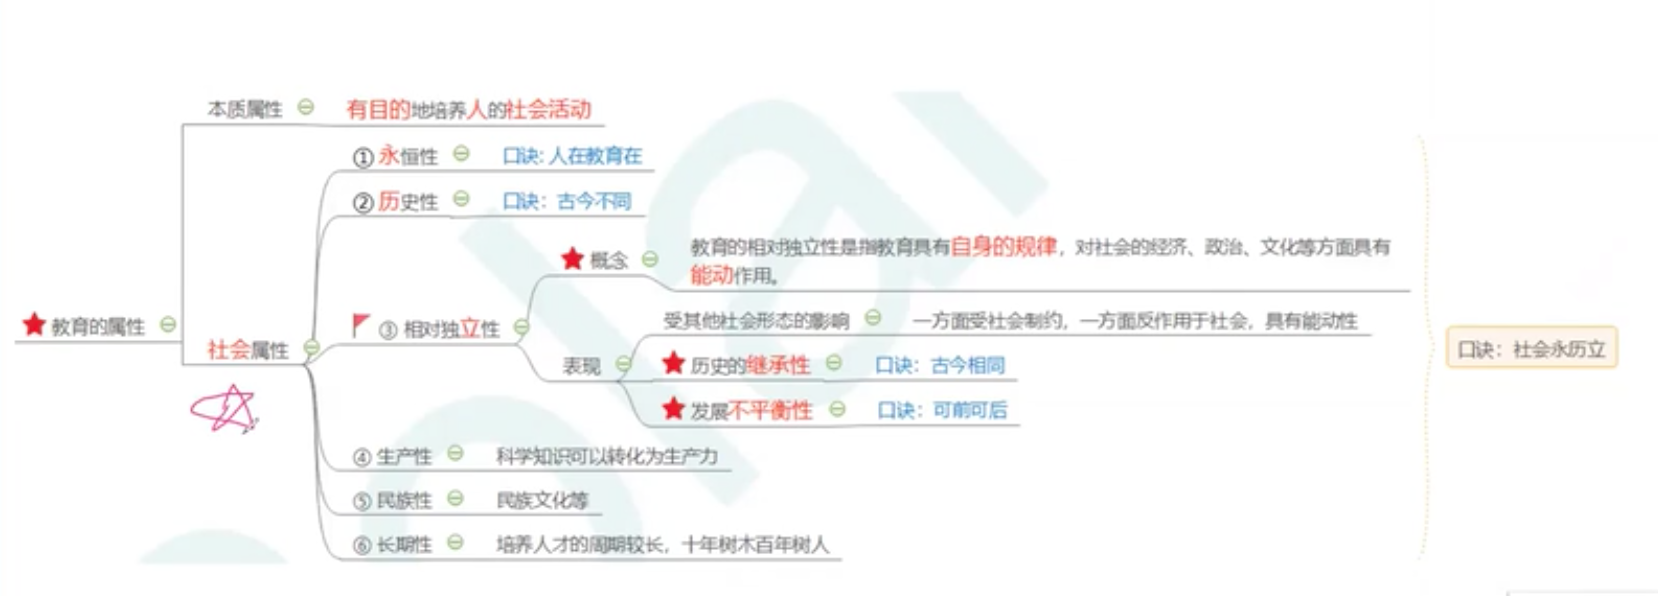 本质属性 有目的地培养人的社会活动
①永恒性 口诀: 人在教育在
②历史性 口诀：古今不同
教育的相对独立性是指教育具有自身的规律，对社会的经济、政治、文化等方面具有
概念
能动作用。
教育的属性
③ 相对独立性
受其他社会形态的影响 一方面受社会制约，一方面反作用于社会，具有能动性
社会属性
口诀：社会永历立
表现
历史的继承性 口诀：古今相同
发展不平衡性 口诀：可前可后
④ 生产性 科学知识可以转化为生产力
⑤ 民族性 民族文化等
⑥ 长期性 培养人才的周期较长，十年树木百年树人